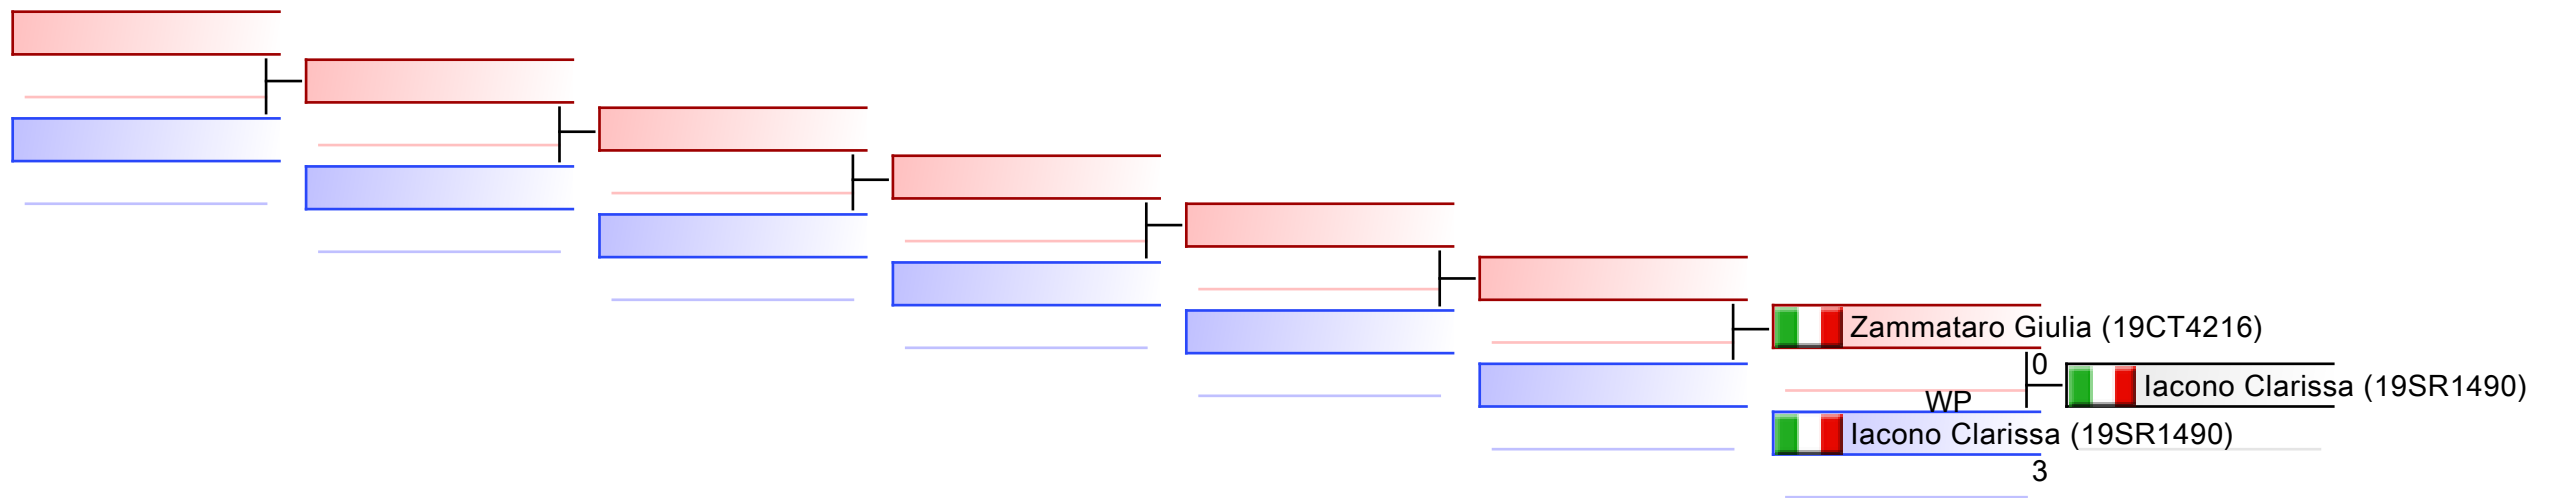 Zammataro Giulia (19CT4216)
0
Iacono Clarissa (19SR1490)
WP
Iacono Clarissa (19SR1490)
3